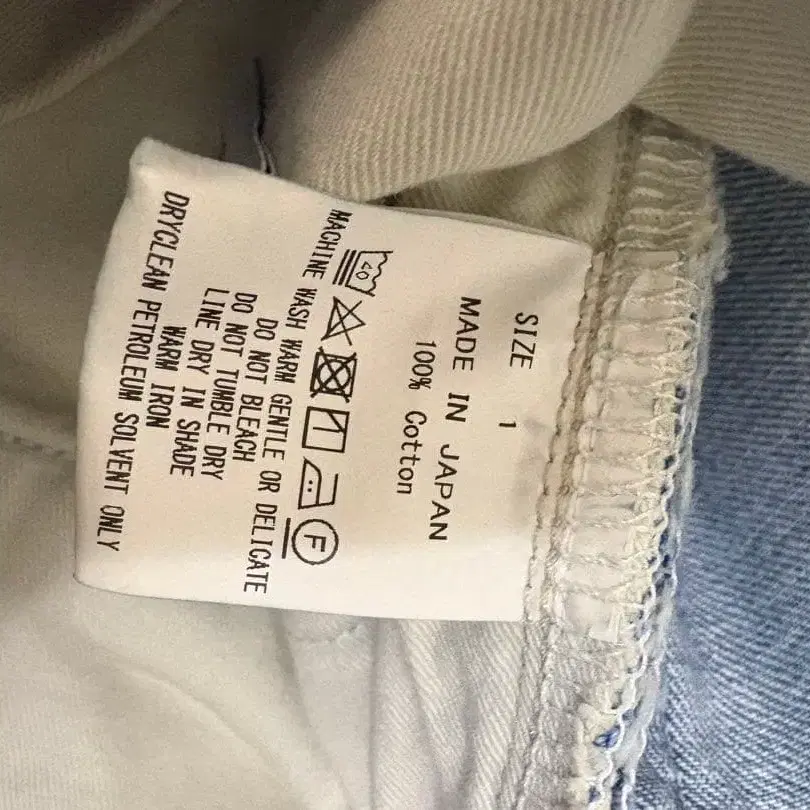 SIZE 1
MADE IN JAPAN
100% Cotton
40 F
MACHINE WASH WARM GENTLE OR DELICATE
DO NOT BLEACH
DO NOT TUMBLE DRY
LINE DRY IN SHADE
WARM IRON
DRYCLEAN PETROLEUM SOLVENT ONLY